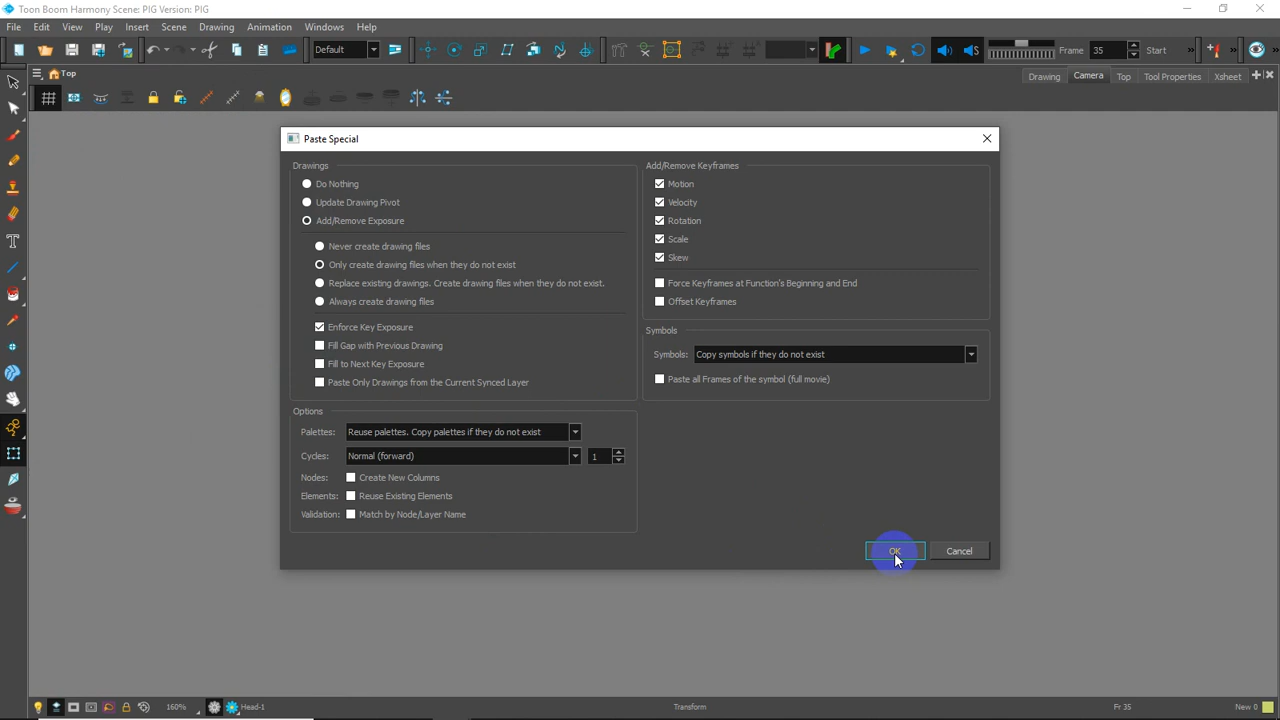 Toon Boom Harmony Scene: PIG Version: PIG
File Edit View Play Insert Scene Drawing Animation Windows Help
Default Frame 35 Start
Top Drawing Camera Top Tool Properties Xsheet
Paste Special
Drawings
Do Nothing
Update Drawing Pivot
Add/Remove Exposure
Never create drawing files
Only create drawing files when they do not exist
Replace existing drawings. Create drawing files when they do not exist.
Always create drawing files
Enforce Key Exposure
Fill Gap with Previous Drawing
Fill to Next Key Exposure
Paste Only Drawings from the Current Synced Layer
Options
Palettes: Reuse palettes. Copy palettes if they do not exist
Cycles: Normal (forward) 1
Nodes: Create New Columns
Elements: Reuse Existing Elements
Validation: Match by Node/Layer Name
Add/Remove Keyframes
Motion
Velocity
Rotation
Scale
Skew
Force Keyframes at Function's Beginning and End
Offset Keyframes
Symbols
Symbols: Copy symbols if they do not exist
Paste all Frames of the symbol (full movie)
OK Cancel
160% Head-1 Transform Fr 35 New 0